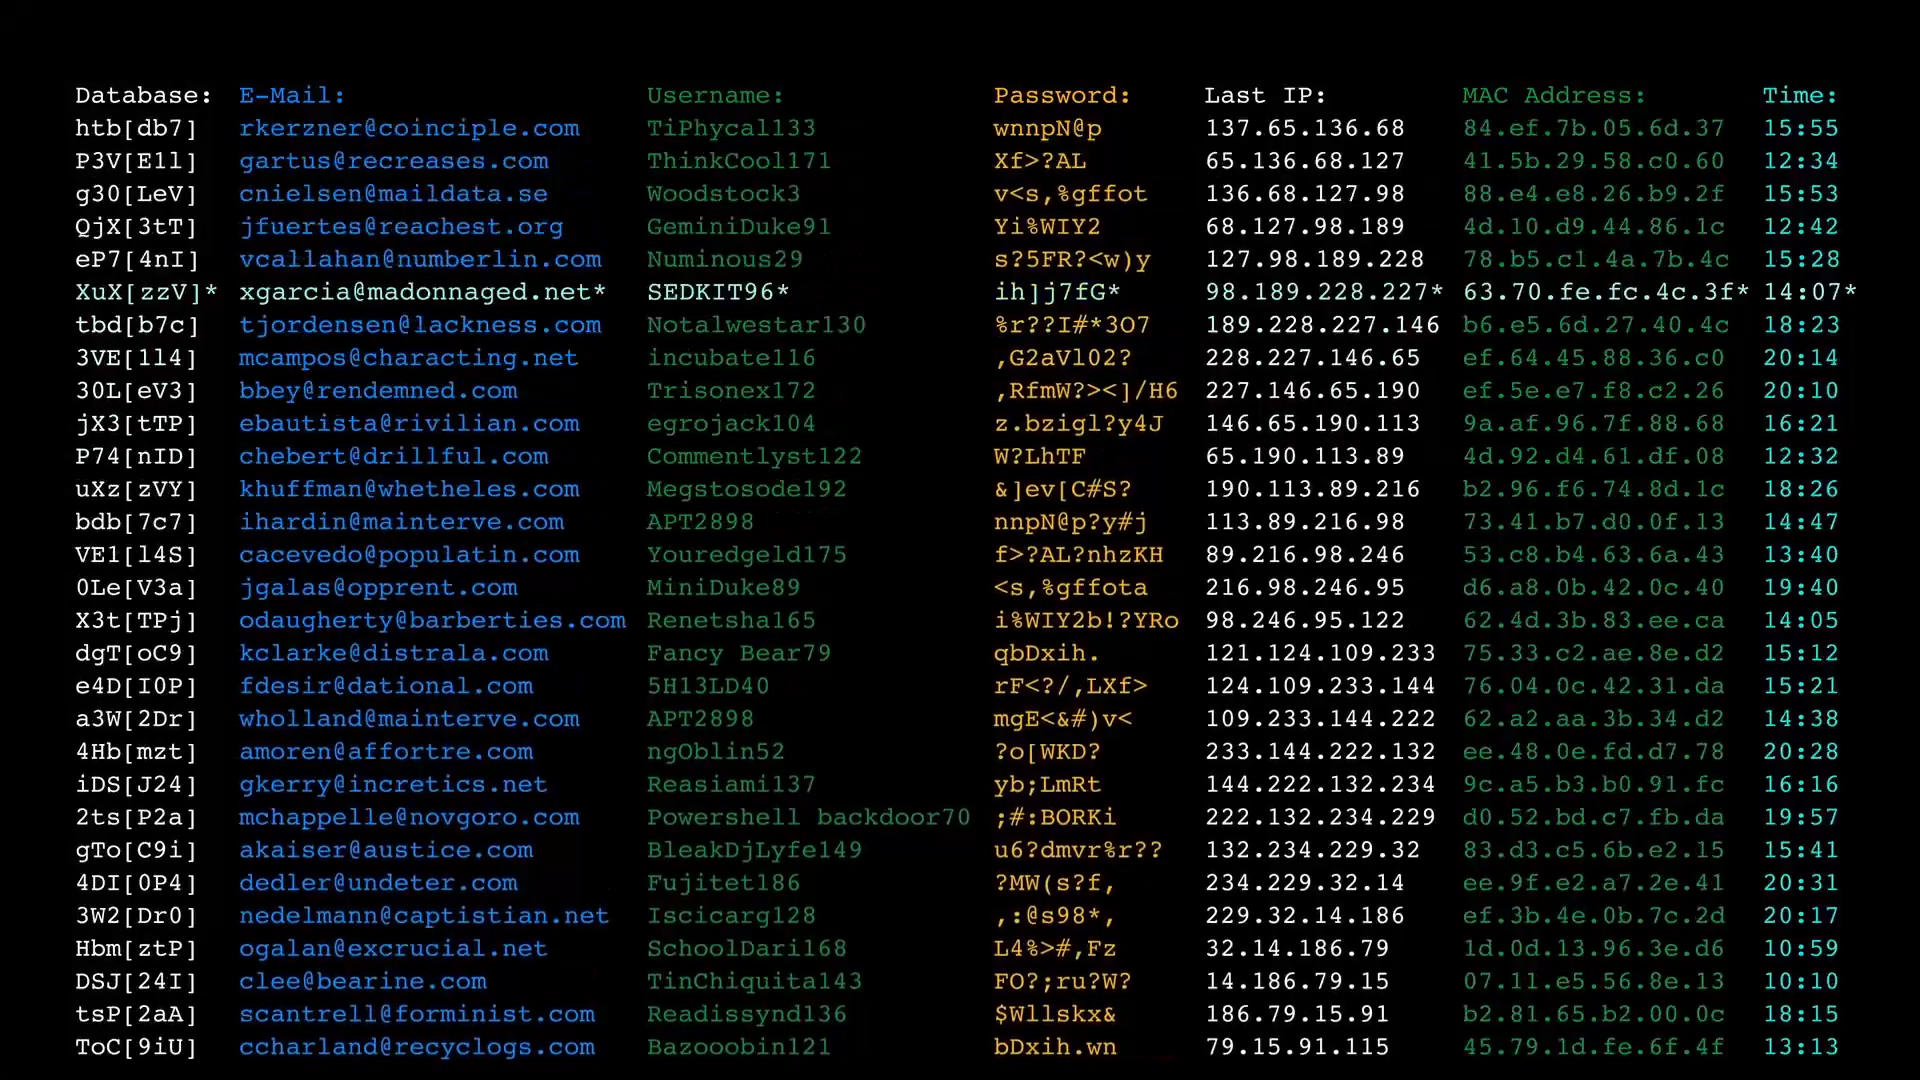 Database: E-Mail: Username: Password: Last IP: MAC Address: Time:
htb[db7] rkerzner@coinciple.com TiPhycal133 wnnpN@p 137.65.136.68 84.ef.7b.05.6d.37 15:55
P3V[E1l] gartus@recreases.com ThinkCool171 Xf>?AL 65.136.68.127 41.5b.29.58.c0.60 12:34
g30[LeV] cnielsen@maildata.se Woodstock3 v<s,%gffot 136.68.127.98 88.e4.e8.26.b9.2f 15:53
QjX[3tT] jfuertes@reachest.org GeminiDuke91 Yi%WIY2 68.127.98.189 4d.10.d9.44.86.1c 12:42
eP7[4nI] vcallahan@numberlin.com Numinous29 s?5FR?<w)y 127.98.189.228 78.b5.c1.4a.7b.4c 15:28
XuX[zzV]* xgarcia@madonnaged.net* SEDKIT96* ih]j7fG* 98.189.228.227* 63.70.fe.fc.4c.3f* 14:07*
tbd[b7c] tjordensen@lackness.com Notalwestar130 %r??I#*3O7 189.228.227.146 b6.e5.6d.27.40.4c 18:23
3VE[1l4] mcampos@characting.net incubate116 ,G2aVl02? 228.227.146.65 ef.64.45.88.36.c0 20:14
30L[eV3] bbey@rendemned.com Trisonex172 ,RfmW?><]/H6 227.146.65.190 ef.5e.e7.f8.c2.26 20:10
jX3[tTP] ebautista@rivilian.com egrojack104 z.bzigl?y4J 146.65.190.113 9a.af.96.7f.88.68 16:21
P74[nID] chebert@drillful.com Commentlyst122 W?LhTF 65.190.113.89 4d.92.d4.61.df.08 12:32
uXz[zVY] khuffman@whetheles.com Megstosode192 &]ev[C#S? 190.113.89.216 b2.96.f6.74.8d.1c 18:26
bdb[7c7] ihardin@mainterve.com APT2898 nnpN@p?y#j 113.89.216.98 73.41.b7.d0.0f.13 14:47
VE1[l4S] cacevedo@populatin.com Youredgeld175 f>?AL?nhzKH 89.216.98.246 53.c8.b4.63.6a.43 13:40
0Le[V3a] jgalas@opprent.com MiniDuke89 <s,%gffota 216.98.246.95 d6.a8.0b.42.0c.40 19:40
X3t[TPj] odaugherty@barberties.com Renetsha165 i%WIY2b!?YRo 98.246.95.122 62.4d.3b.83.ee.ca 14:05
dgT[oC9] kclarke@distrala.com Fancy Bear79 qbDxih. 121.124.109.233 75.33.c2.ae.8e.d2 15:12
e4D[I0P] fdesir@dational.com 5H13LD40 rF<?/,LXf> 124.109.233.144 76.04.0c.42.31.da 15:21
a3W[2Dr] wholland@mainterve.com APT2898 mgE<&#)v< 109.233.144.222 62.a2.aa.3b.34.d2 14:38
4Hb[mzt] amoren@affortre.com ngOblin52 ?o[WKD? 233.144.222.132 ee.48.0e.fd.d7.78 20:28
iDS[J24] gkerry@incretics.net Reasiami137 yb;LmRt 144.222.132.234 9c.a5.b3.b0.91.fc 16:16
2ts[P2a] mchappelle@novgoro.com Powershell backdoor70 ;#:BORKi 222.132.234.229 d0.52.bd.c7.fb.da 19:57
gTo[C9i] akaiser@austice.com BleakDjLyfe149 u6?dmvr%r?? 132.234.229.32 83.d3.c5.6b.e2.15 15:41
4DI[0P4] dedler@undeter.com Fujitet186 ?MW(s?f, 234.229.32.14 ee.9f.e2.a7.2e.41 20:31
3W2[Dr0] nedelmann@captistian.net Iscicarg128 ,:@s98*, 229.32.14.186 ef.3b.4e.0b.7c.2d 20:17
Hbm[ztP] ogalan@excrucial.net SchoolDari168 L4%>#,Fz 32.14.186.79 1d.0d.13.96.3e.d6 10:59
DSJ[24I] clee@bearine.com TinChiquita143 FO?;ru?W? 14.186.79.15 07.11.e5.56.8e.13 10:10
tsP[2aA] scantrell@forminist.com Readissynd136 $Wllskx& 186.79.15.91 b2.81.65.b2.00.0c 18:15
ToC[9iU] ccharland@recyclogs.com Bazooobin121 bDxih.wn 79.15.91.115 45.79.1d.fe.6f.4f 13:13